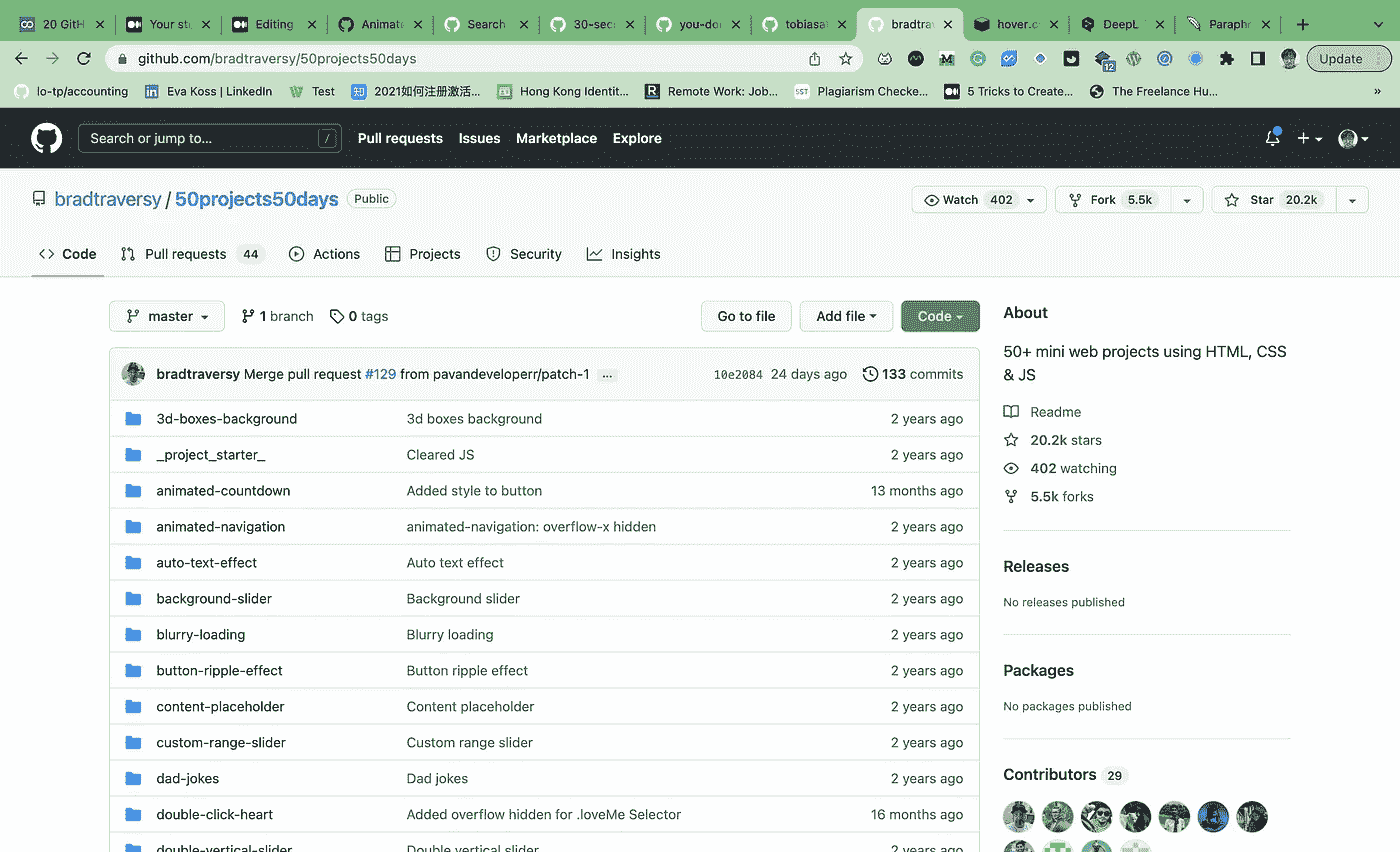 20 GitH Your st Editing Animate Search 30-sec you-do tobiasa bradtrav hover.c DeepL Paraphr
github.com/bradtraversy/50projects50days
12
Update
lo-tp/accounting Eva Koss | LinkedIn Test 2021如何注册激活... Hong Kong Identit... Remote Work: Job... SST Plagiarism Checke... 5 Tricks to Create... The Freelance Hu... »
Search or jump to... / Pull requests Issues Marketplace Explore
bradtraversy / 50projects50days Public
Watch 402 Fork 5.5k Star 20.2k
Code Pull requests 44 Actions Projects Security Insights
master 1 branch 0 tags Go to file Add file Code
bradtraversy Merge pull request #129 from pavandeveloperr/patch-1 ... 10e2084 24 days ago 133 commits
3d-boxes-background 3d boxes background 2 years ago
_project_starter_ Cleared JS 2 years ago
animated-countdown Added style to button 13 months ago
animated-navigation animated-navigation: overflow-x hidden 2 years ago
auto-text-effect Auto text effect 2 years ago
background-slider Background slider 2 years ago
blurry-loading Blurry loading 2 years ago
button-ripple-effect Button ripple effect 2 years ago
content-placeholder Content placeholder 2 years ago
custom-range-slider Custom range slider 2 years ago
dad-jokes Dad jokes 2 years ago
double-click-heart Added overflow hidden for .loveMe Selector 16 months ago
double-vertical-slider Double vertical slider 2 years ago
About
50+ mini web projects using HTML, CSS
& JS
Readme
20.2k stars
402 watching
5.5k forks
Releases
No releases published
Packages
No packages published
Contributors 29